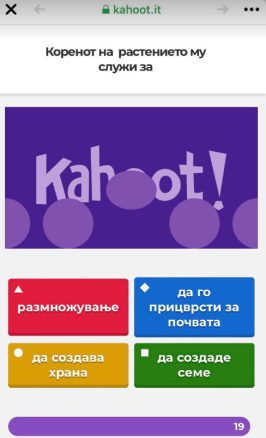 kahoot.it
Коренот на растението му
служи за
Kahoot!
размножување
да го
прицврсти за
почвата
да создава
храна
да создаде
семе
19